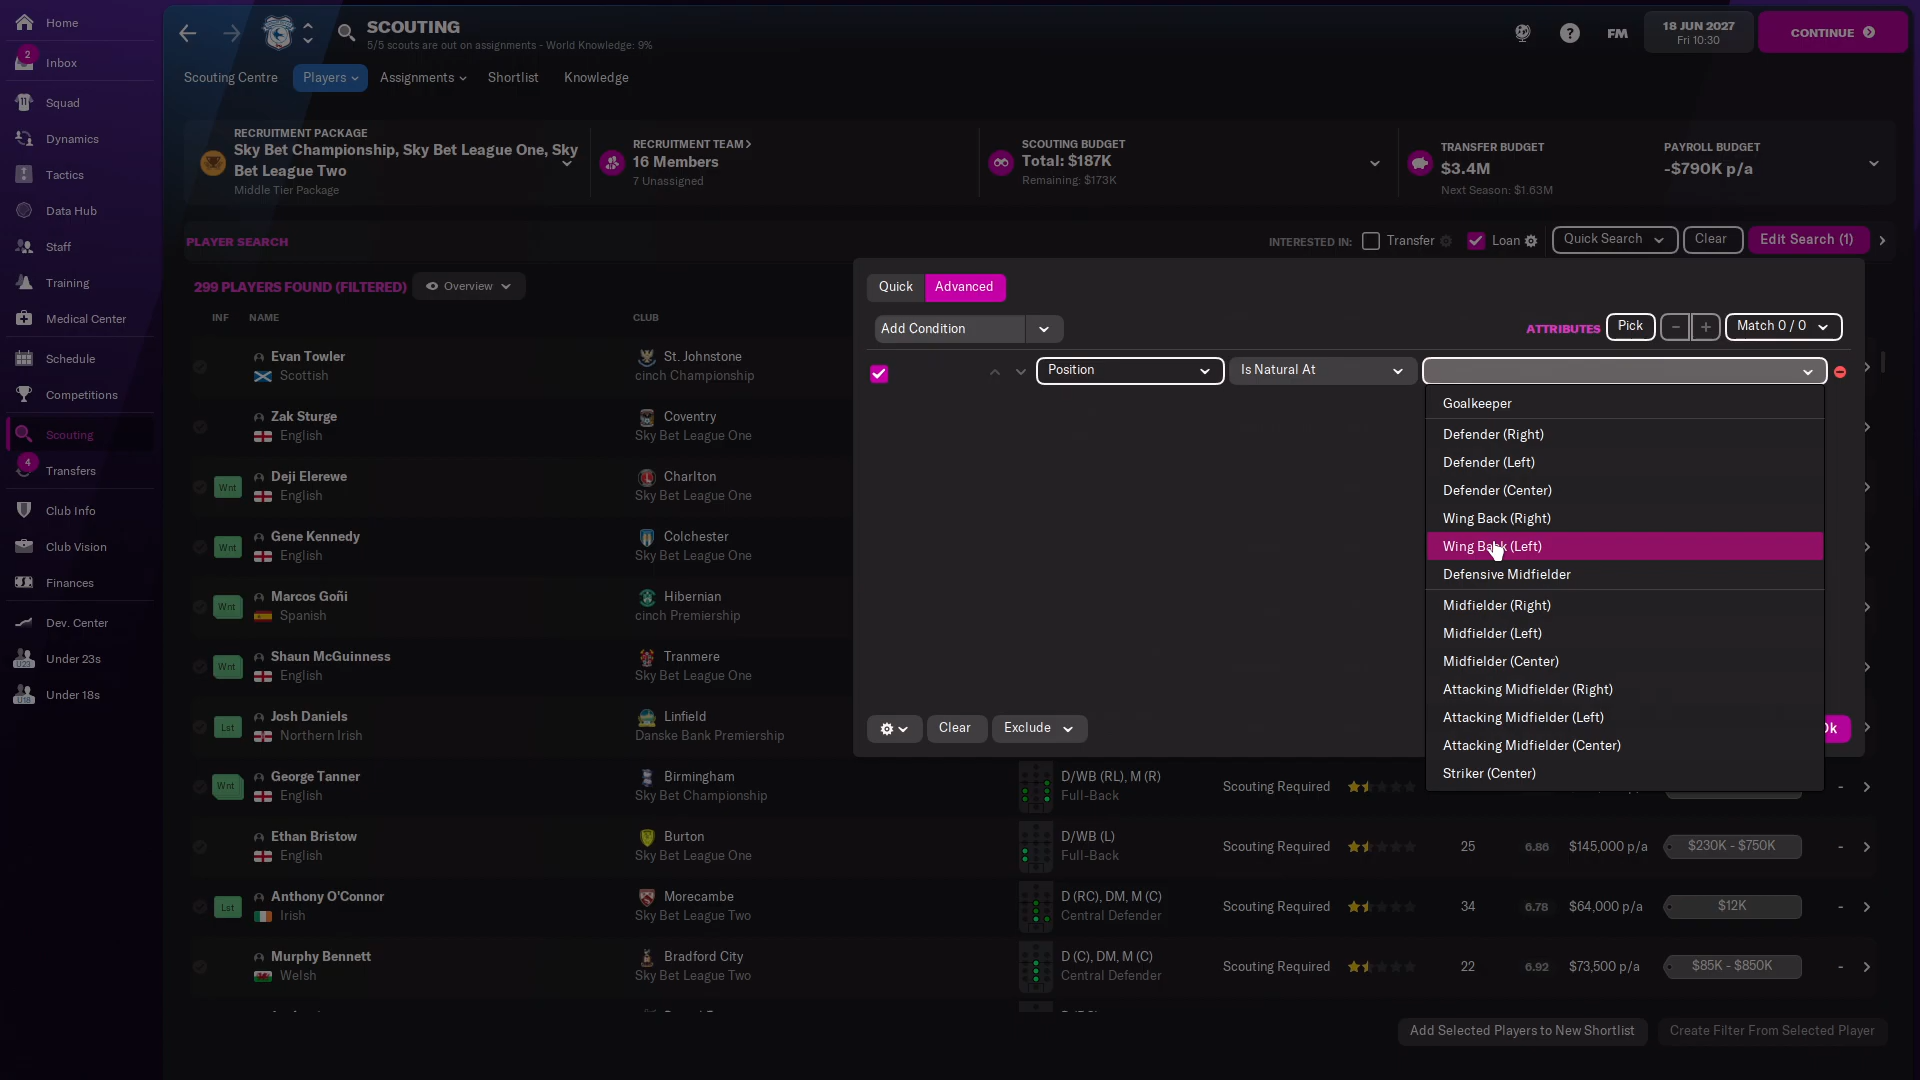 Home
2
Inbox
Squad
Dynamics
Tactics
Data Hub
Staff
Training
Medical Center
Schedule
Competitions
Scouting
4
Transfers
Club Info
Club Vision
Finances
Dev. Center
U23
Under 23s
U18
Under 18s
SCOUTING
5/5 scouts are out on assignments - World Knowledge: 9%
FM
18 JUN 2027
Fri 10:30
CONTINUE
Scouting Centre
Players
Assignments
Shortlist
Knowledge
RECRUITMENT PACKAGE
Sky Bet Championship, Sky Bet League One, Sky
Bet League Two
Middle Tier Package
RECRUITMENT TEAM
16 Members
7 Unassigned
SCOUTING BUDGET
Total: $187K
Remaining: $173K
TRANSFER BUDGET
$3.4M
Next Season: $1.63M
PAYROLL BUDGET
-$790K p/a
PLAYER SEARCH
INTERESTED IN:
Transfer
Loan
Quick Search
Clear
Edit Search (1)
299 PLAYERS FOUND (FILTERED)
Overview
INF NAME CLUB
Evan Towler St. Johnstone
Scottish cinch Championship
Zak Sturge Coventry
English Sky Bet League One
Wnt Deji Elerewe Charlton
English Sky Bet League One
Wnt Gene Kennedy Colchester
English Sky Bet League One
Wnt Marcos Goñi Hibernian
Spanish cinch Premiership
Wnt Shaun McGuinness Tranmere
English Sky Bet League One
Lst Josh Daniels Linfield
Northern Irish Danske Bank Premiership
Wnt George Tanner Birmingham D/WB (RL), M (R) Scouting Required
English Sky Bet Championship Full-Back
Ethan Bristow Burton D/WB (L) Scouting Required 25 6.86 $145,000 p/a $230K - $750K -
English Sky Bet League One Full-Back
Lst Anthony O'Connor Morecambe D (RC), DM, M (C) Scouting Required 34 6.78 $64,000 p/a $12K -
Irish Sky Bet League Two Central Defender
Murphy Bennett Bradford City D (C), DM, M (C) Scouting Required 22 6.92 $73,500 p/a $85K - $850K -
Welsh Sky Bet League Two Central Defender
Quick
Advanced
Add Condition
ATTRIBUTES
Pick
Match 0 / 0
Position
Is Natural At
Goalkeeper
Defender (Right)
Defender (Left)
Defender (Center)
Wing Back (Right)
Wing Back (Left)
Defensive Midfielder
Midfielder (Right)
Midfielder (Left)
Midfielder (Center)
Attacking Midfielder (Right)
Attacking Midfielder (Left)
Attacking Midfielder (Center)
Striker (Center)
Clear
Exclude
Add Selected Players to New Shortlist
Create Filter From Selected Player